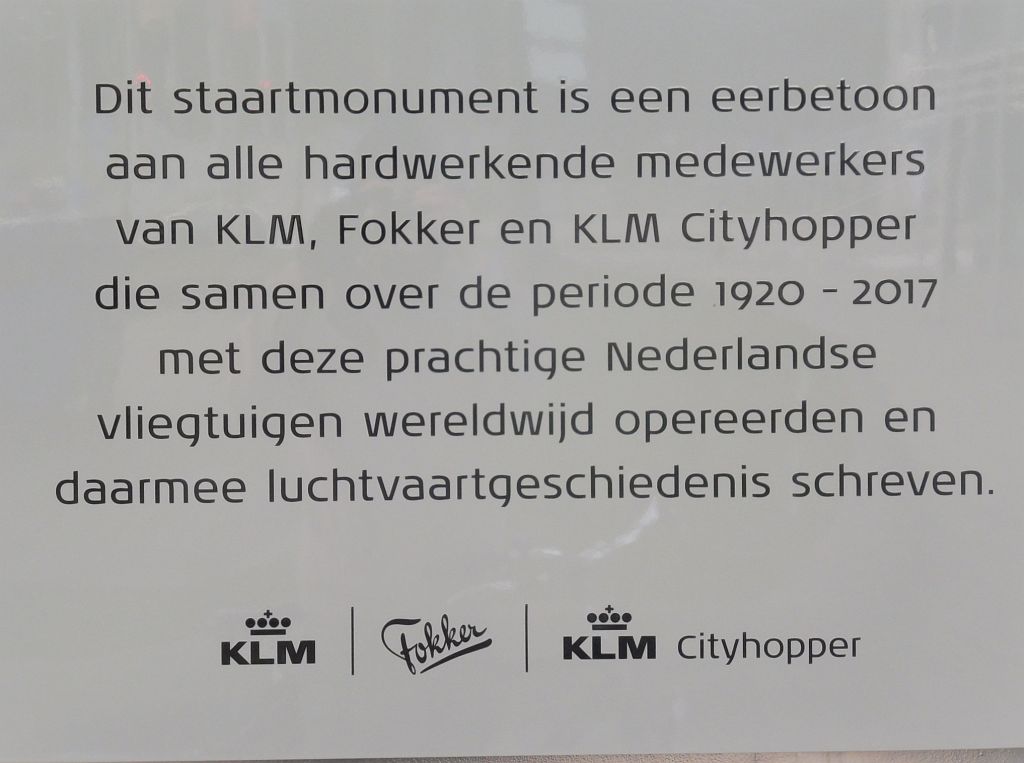 Dit staartmonument is een eerbetoon
aan alle hardwerkende medewerkers
van KLM, Fokker en KLM Cityhopper
die samen over de periode 1920 - 2017
met deze prachtige Nederlandse
vliegtuigen wereldwijd opereerden en
daarmee luchtvaartgeschiedenis schreven.
KLM | Fokker | KLM Cityhopper